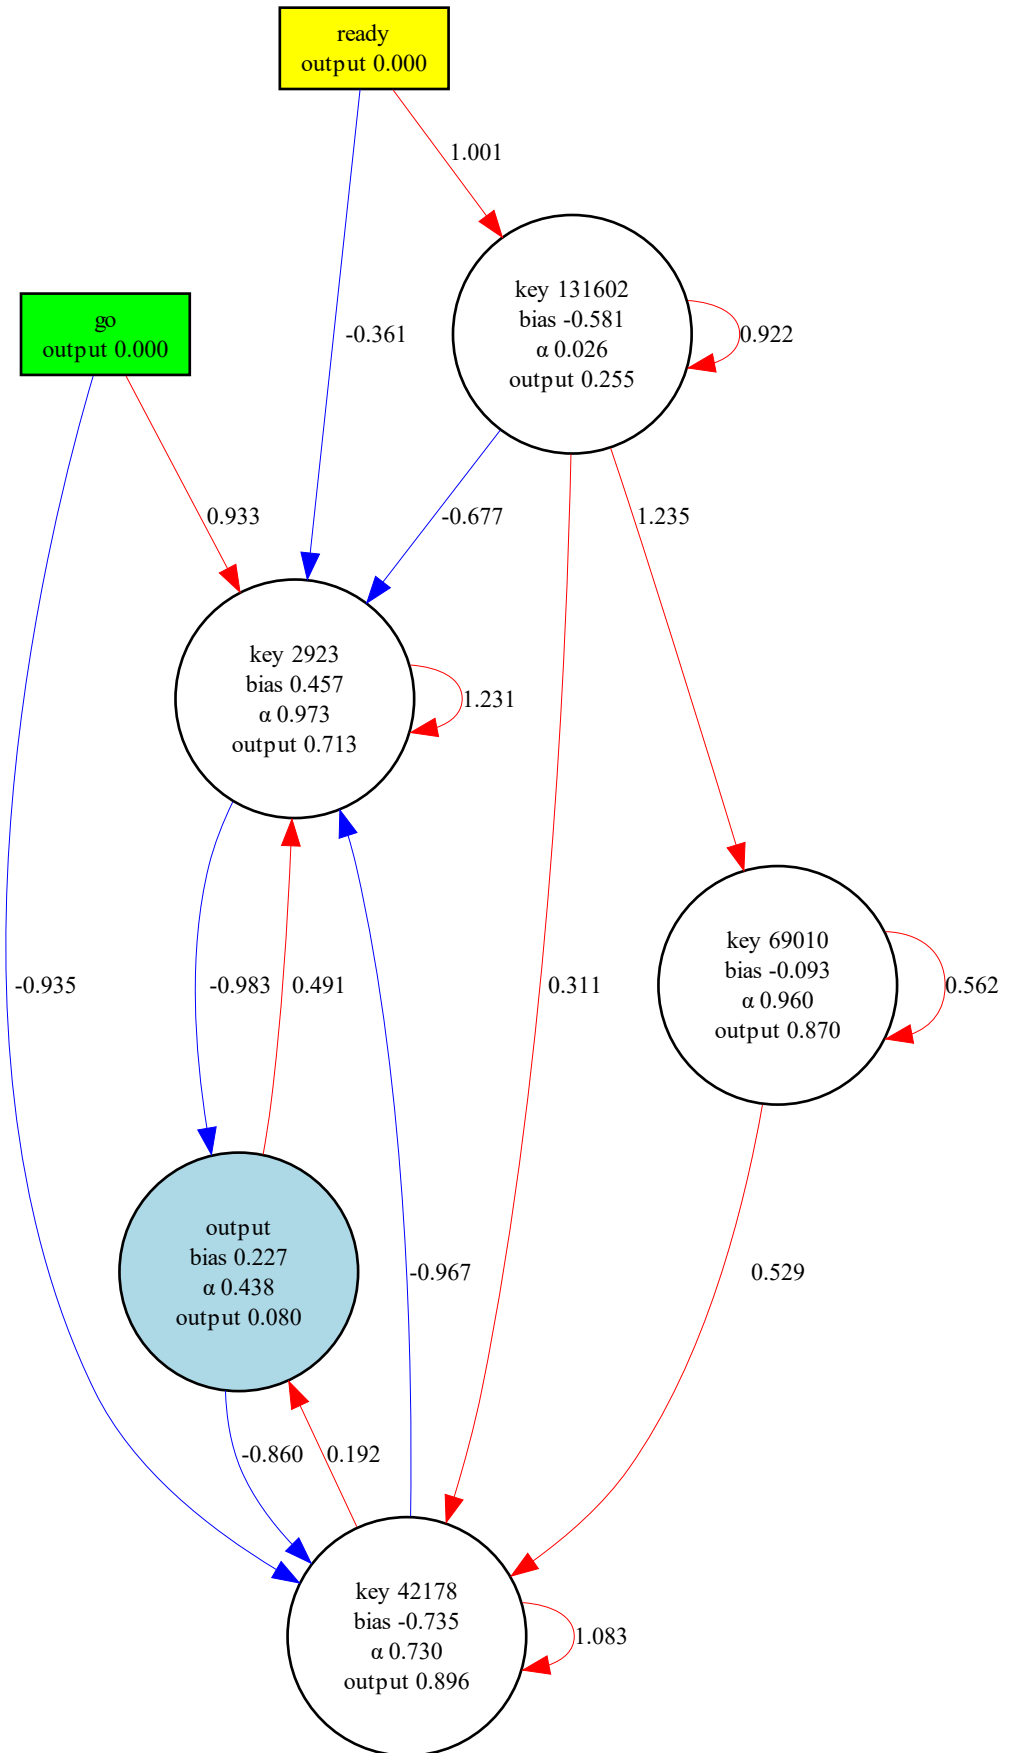 ready
output 0.000
1.001
key 131602
bias -0.581
α 0.026
output 0.255
0.922
go
output 0.000
-0.361
0.933
-0.677
1.235
key 2923
bias 0.457
α 0.973
output 0.713
1.231
-0.935
-0.983
0.491
0.311
key 69010
bias -0.093
α 0.960
output 0.870
0.562
output
bias 0.227
α 0.438
output 0.080
-0.967
0.529
-0.860
0.192
key 42178
bias -0.735
α 0.730
output 0.896
1.083